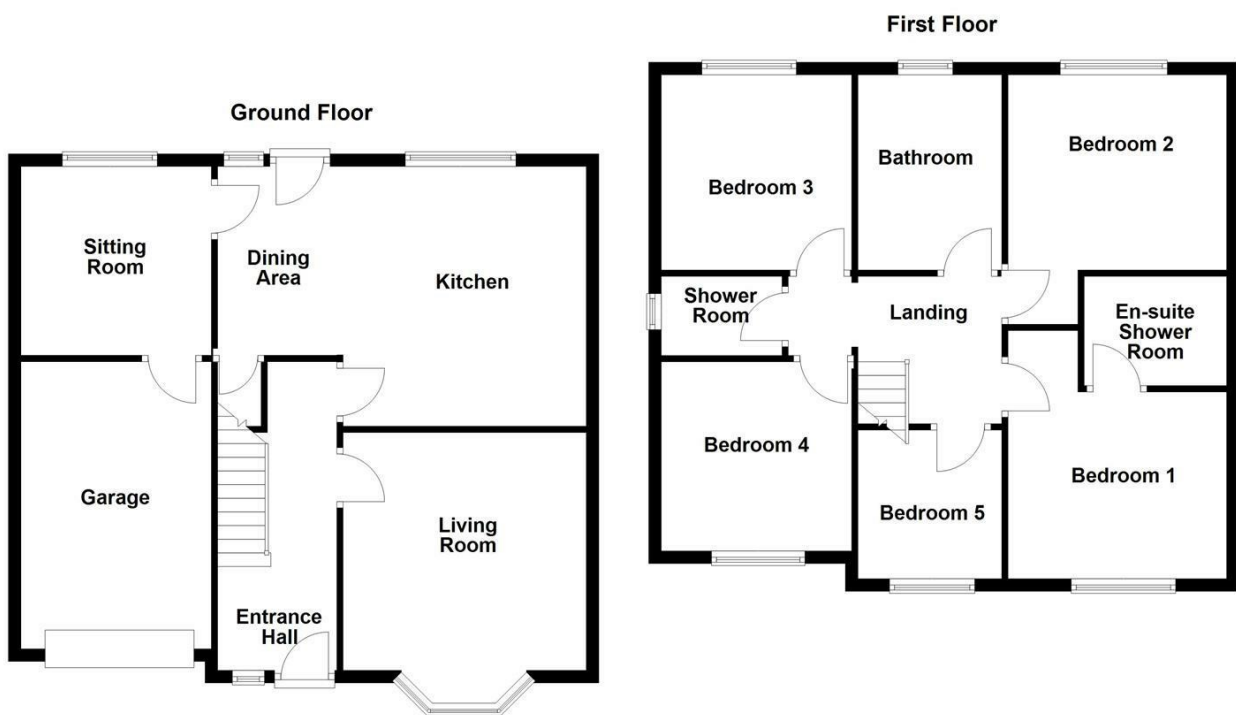 Ground Floor
Sitting
Room
Dining
Area
Kitchen
Garage
Living
Room
Entrance
Hall
First Floor
Bedroom 3
Bathroom
Bedroom 2
Shower
Room
Landing
En-suite
Shower
Room
Bedroom 4
Bedroom 5
Bedroom 1